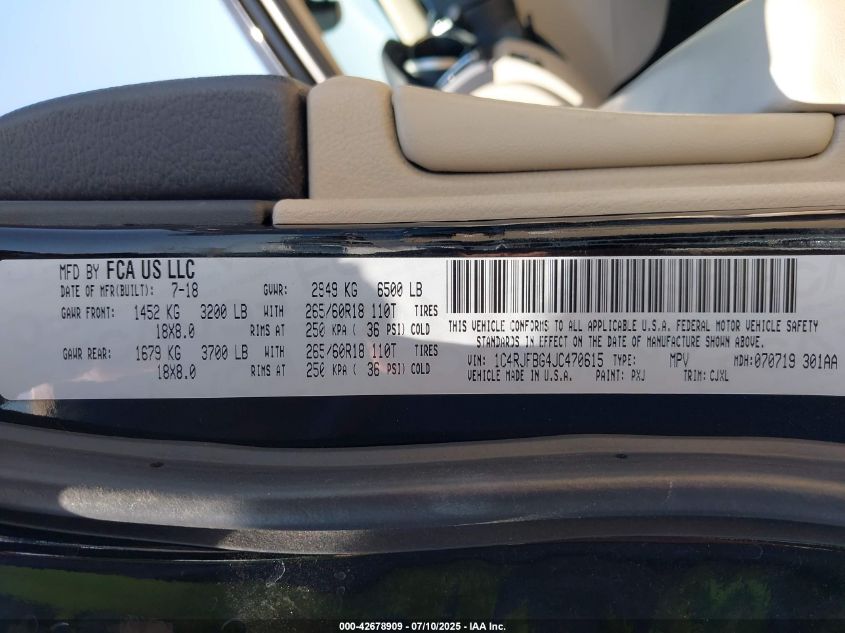 MFD BY FCA US LLC
DATE OF MFR(BUILT): 7-18 GVWR: 2949 KG 6500 LB
GAWR FRONT: 1452 KG 3200 LB WITH 265/60R18 110T TIRES
18X8.0 RIMS AT 250 KPA ( 36 PSI) COLD
GAWR REAR: 1679 KG 3700 LB WITH 265/60R18 110T TIRES
18X8.0 RIMS AT 250 KPA ( 36 PSI) COLD
THIS VEHICLE CONFORMS TO ALL APPLICABLE U.S.A. FEDERAL MOTOR VEHICLE SAFETY
STANDARDS IN EFFECT ON THE DATE OF MANUFACTURE SHOWN ABOVE.
VIN: 1C4RJFBG4JC470615 TYPE: MPV MDH:070719 301AA
VEHICLE MADE IN U.S.A. PAINT: PXJ TRIM: CJXL
000-42678909 - 07/10/2025 - IAA Inc.